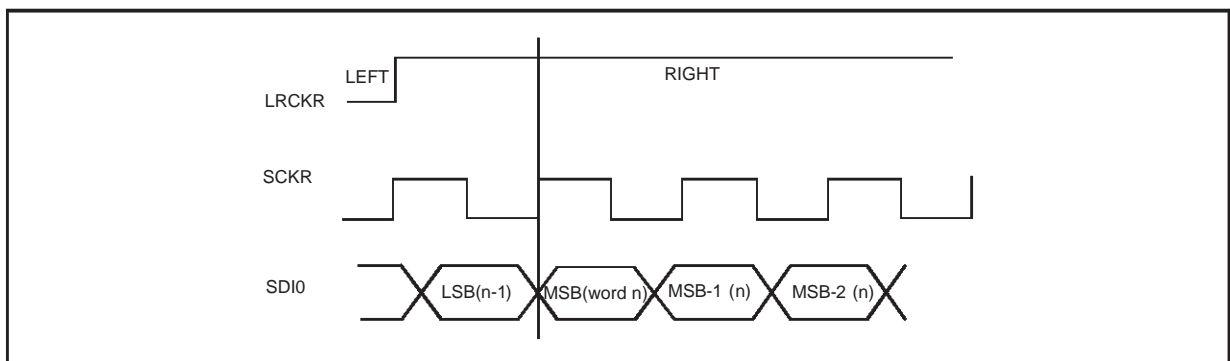 LEFT
RIGHT
LRCKR
SCKR
SDI0
LSB(n-1)
MSB(word n)
MSB-1 (n)
MSB-2 (n)